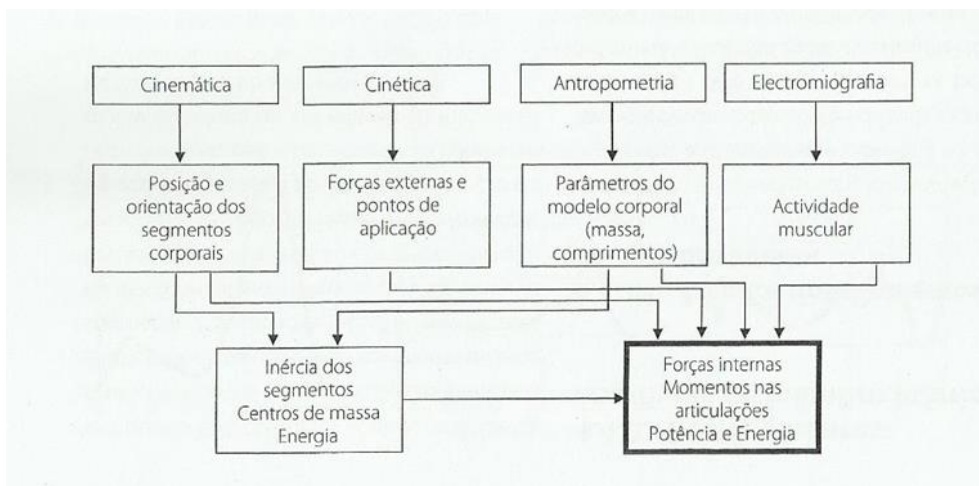 Cinemática
Cinética
Antropometria
Electromiografia
Posição e
orientação dos
segmentos
corporais
Forças externas e
pontos de
aplicação
Parâmetros do
modelo corporal
(massa,
comprimentos)
Actividade
muscular
Inércia dos
segmentos
Centros de massa
Energia
Forças internas
Momentos nas
articulações
Potência e Energia